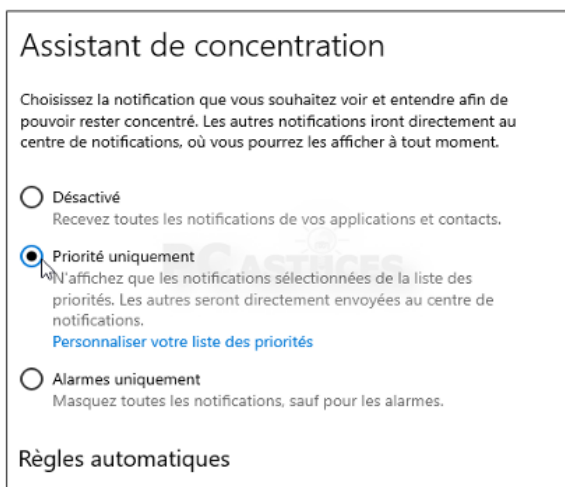 Assistant de concentration
Choisissez la notification que vous souhaitez voir et entendre afin de
pouvoir rester concentré. Les autres notifications iront directement au
centre de notifications, où vous pourrez les afficher à tout moment.
Désactivé
Recevez toutes les notifications de vos applications et contacts.
Priorité uniquement
PC ASTUCES
N'affichez que les notifications sélectionnées de la liste des
priorités. Les autres seront directement envoyées au centre de
notifications.
Personnaliser votre liste des priorités
Alarmes uniquement
Masquez toutes les notifications, sauf pour les alarmes.
Règles automatiques